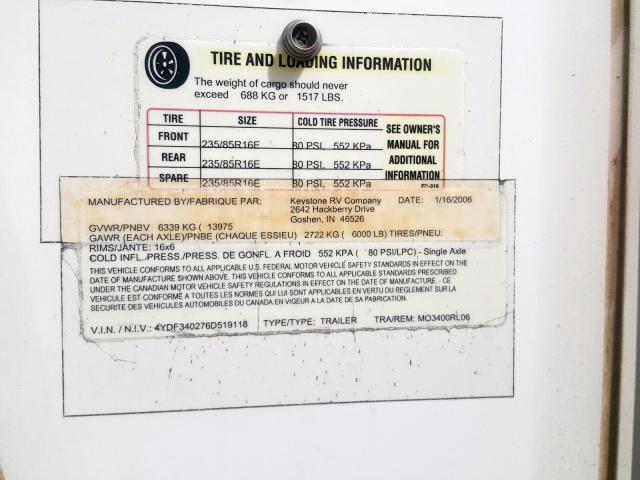 TIRE AND LOADING INFORMATION
The weight of cargo should never
exceed 688 KG or 1517 LBS.
TIRE SIZE COLD TIRE PRESSURE SEE OWNER'S MANUAL FOR ADDITIONAL INFORMATION
FRONT 235/85R16E 80 PSI, 552 KPa
REAR 235/85R16E 80 PSI, 552 KPa
SPARE 235/85R16E 80 PSI, 552 KPa
MANUFACTURED BY/FABRIQUE PAR: Keystone RV Company DATE: 1/16/2006
2642 Hackberry Drive
Goshen, IN 46526
GVWR/PNBV 6339 KG ( 13975
GAWR (EACH AXLE)/PNBE (CHAQUE ESSIEU) 2722 KG ( 6000 LB) TIRES/PNEU:
RIMS/JANTE: 16x6
COLD INFL. PRESS./PRESS. DE GONFL. A FROID 552 KPA ( 80 PSI/LPC) - Single Axle
THIS VEHICLE CONFORMS TO ALL APPLICABLE U.S. FEDERAL MOTOR VEHICLE SAFETY STANDARDS IN EFFECT ON THE
DATE OF MANUFACTURE SHOWN ABOVE. THIS VEHICLE CONFORMS TO ALL APPLICABLE STANDARDS PRESCRIBED
UNDER THE CANADIAN MOTOR VEHICLE SAFETY REGULATIONS IN EFFECT ON THE DATE OF MANUFACTURE. - CE
VEHICULE EST CONFORMÉ A TOUTES LES NORMES QUI LUI SONT APPLICABLES EN VERTU DU REGLEMENT SUR LA
SECURITE DES VEHICULES AUTOMOBILES DU CANADA EN VIGEUR A LA DATE DE SA FABRICATION.
V.I.N. / N.I.V.: 4YDF340276D519118 TYPE/TYPE: TRAILER TRA/REM: MO3400RL06